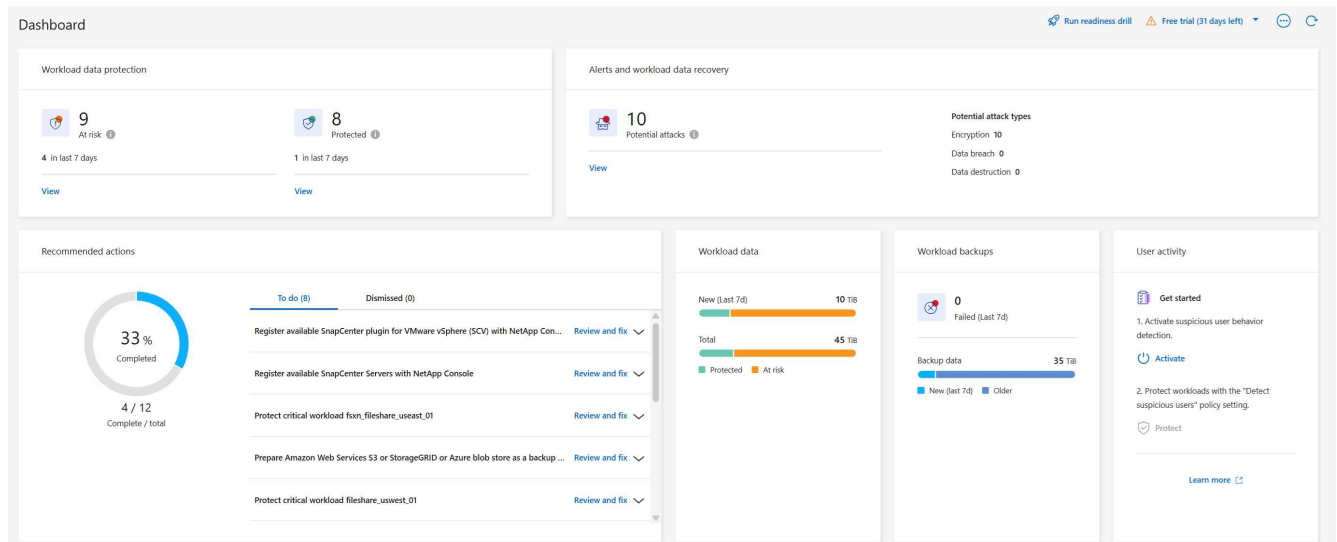 Dashboard
Run readiness drill
Free trial (31 days left)
Workload data protection
9
At risk
4 in last 7 days
View
8
Protected
1 in last 7 days
View
Alerts and workload data recovery
10
Potential attacks
View
Potential attack types
Encryption 10
Data breach 0
Data destruction 0
Recommended actions
33 %
Completed
4 / 12
Complete / total
To do (8) Dismissed (0)
Register available SnapCenter plugin for VMware vSphere (SCV) with NetApp Con... Review and fix
Register available SnapCenter Servers with NetApp Console Review and fix
Protect critical workload fsxn_fileshare_useast_01 Review and fix
Prepare Amazon Web Services S3 or StorageGRID or Azure blob store as a backup ... Review and fix
Protect critical workload fileshare_uswest_01 Review and fix
Workload data
New (Last 7d) 10 TiB
Total 45 TiB
Protected At risk
Workload backups
0
Failed (Last 7d)
Backup data 35 TiB
New (last 7d) Older
User activity
Get started
1. Activate suspicious user behavior
detection.
Activate
2. Protect workloads with the "Detect
suspicious users" policy setting.
Protect
Learn more